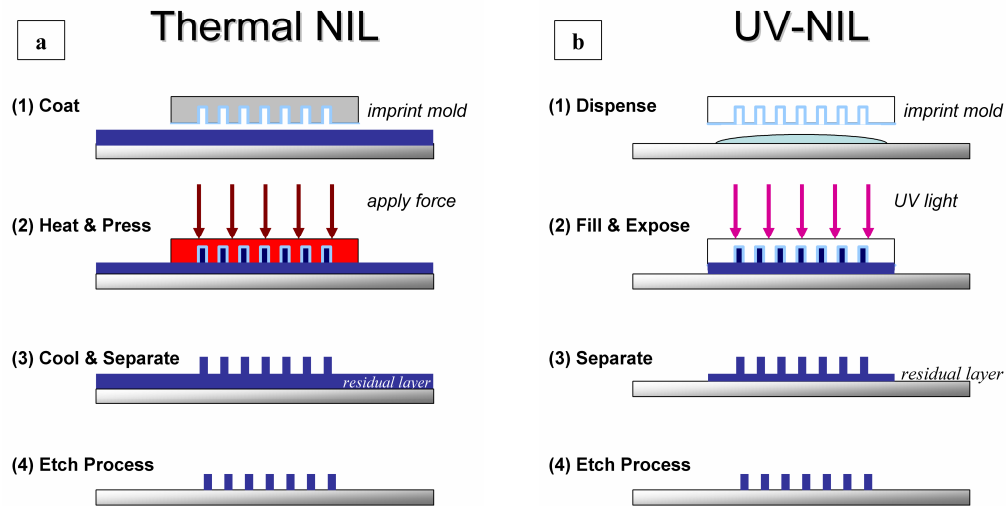 a
Thermal NIL
(1) Coat
imprint mold
apply force
(2) Heat & Press
(3) Cool & Separate
residual layer
(4) Etch Process
b
UV-NIL
(1) Dispense
imprint mold
UV light
(2) Fill & Expose
(3) Separate
residual layer
(4) Etch Process